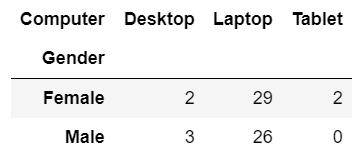 Computer Desktop Laptop Tablet
Gender
Female 2 29 2
Male 3 26 0